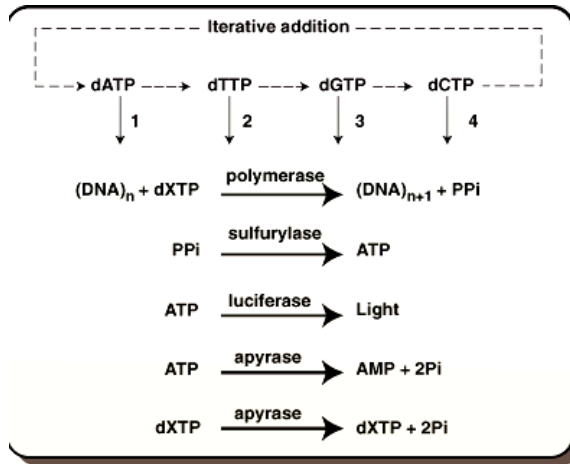 Iterative addition
dATP dTTP dGTP dCTP
1 2 3 4
(DNA)n + dXTP polymerase (DNA)n+1 + PPi
PPi sulfurylase ATP
ATP luciferase Light
ATP apyrase AMP + 2Pi
dXTP apyrase dXTP + 2Pi